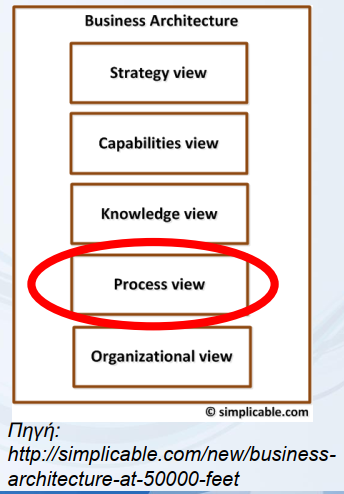 Business Architecture
Strategy view
Capabilities view
Knowledge view
Process view
Organizational view
© simplicable.com
Πηγή:
http://simplicable.com/new/business-
architecture-at-50000-feet